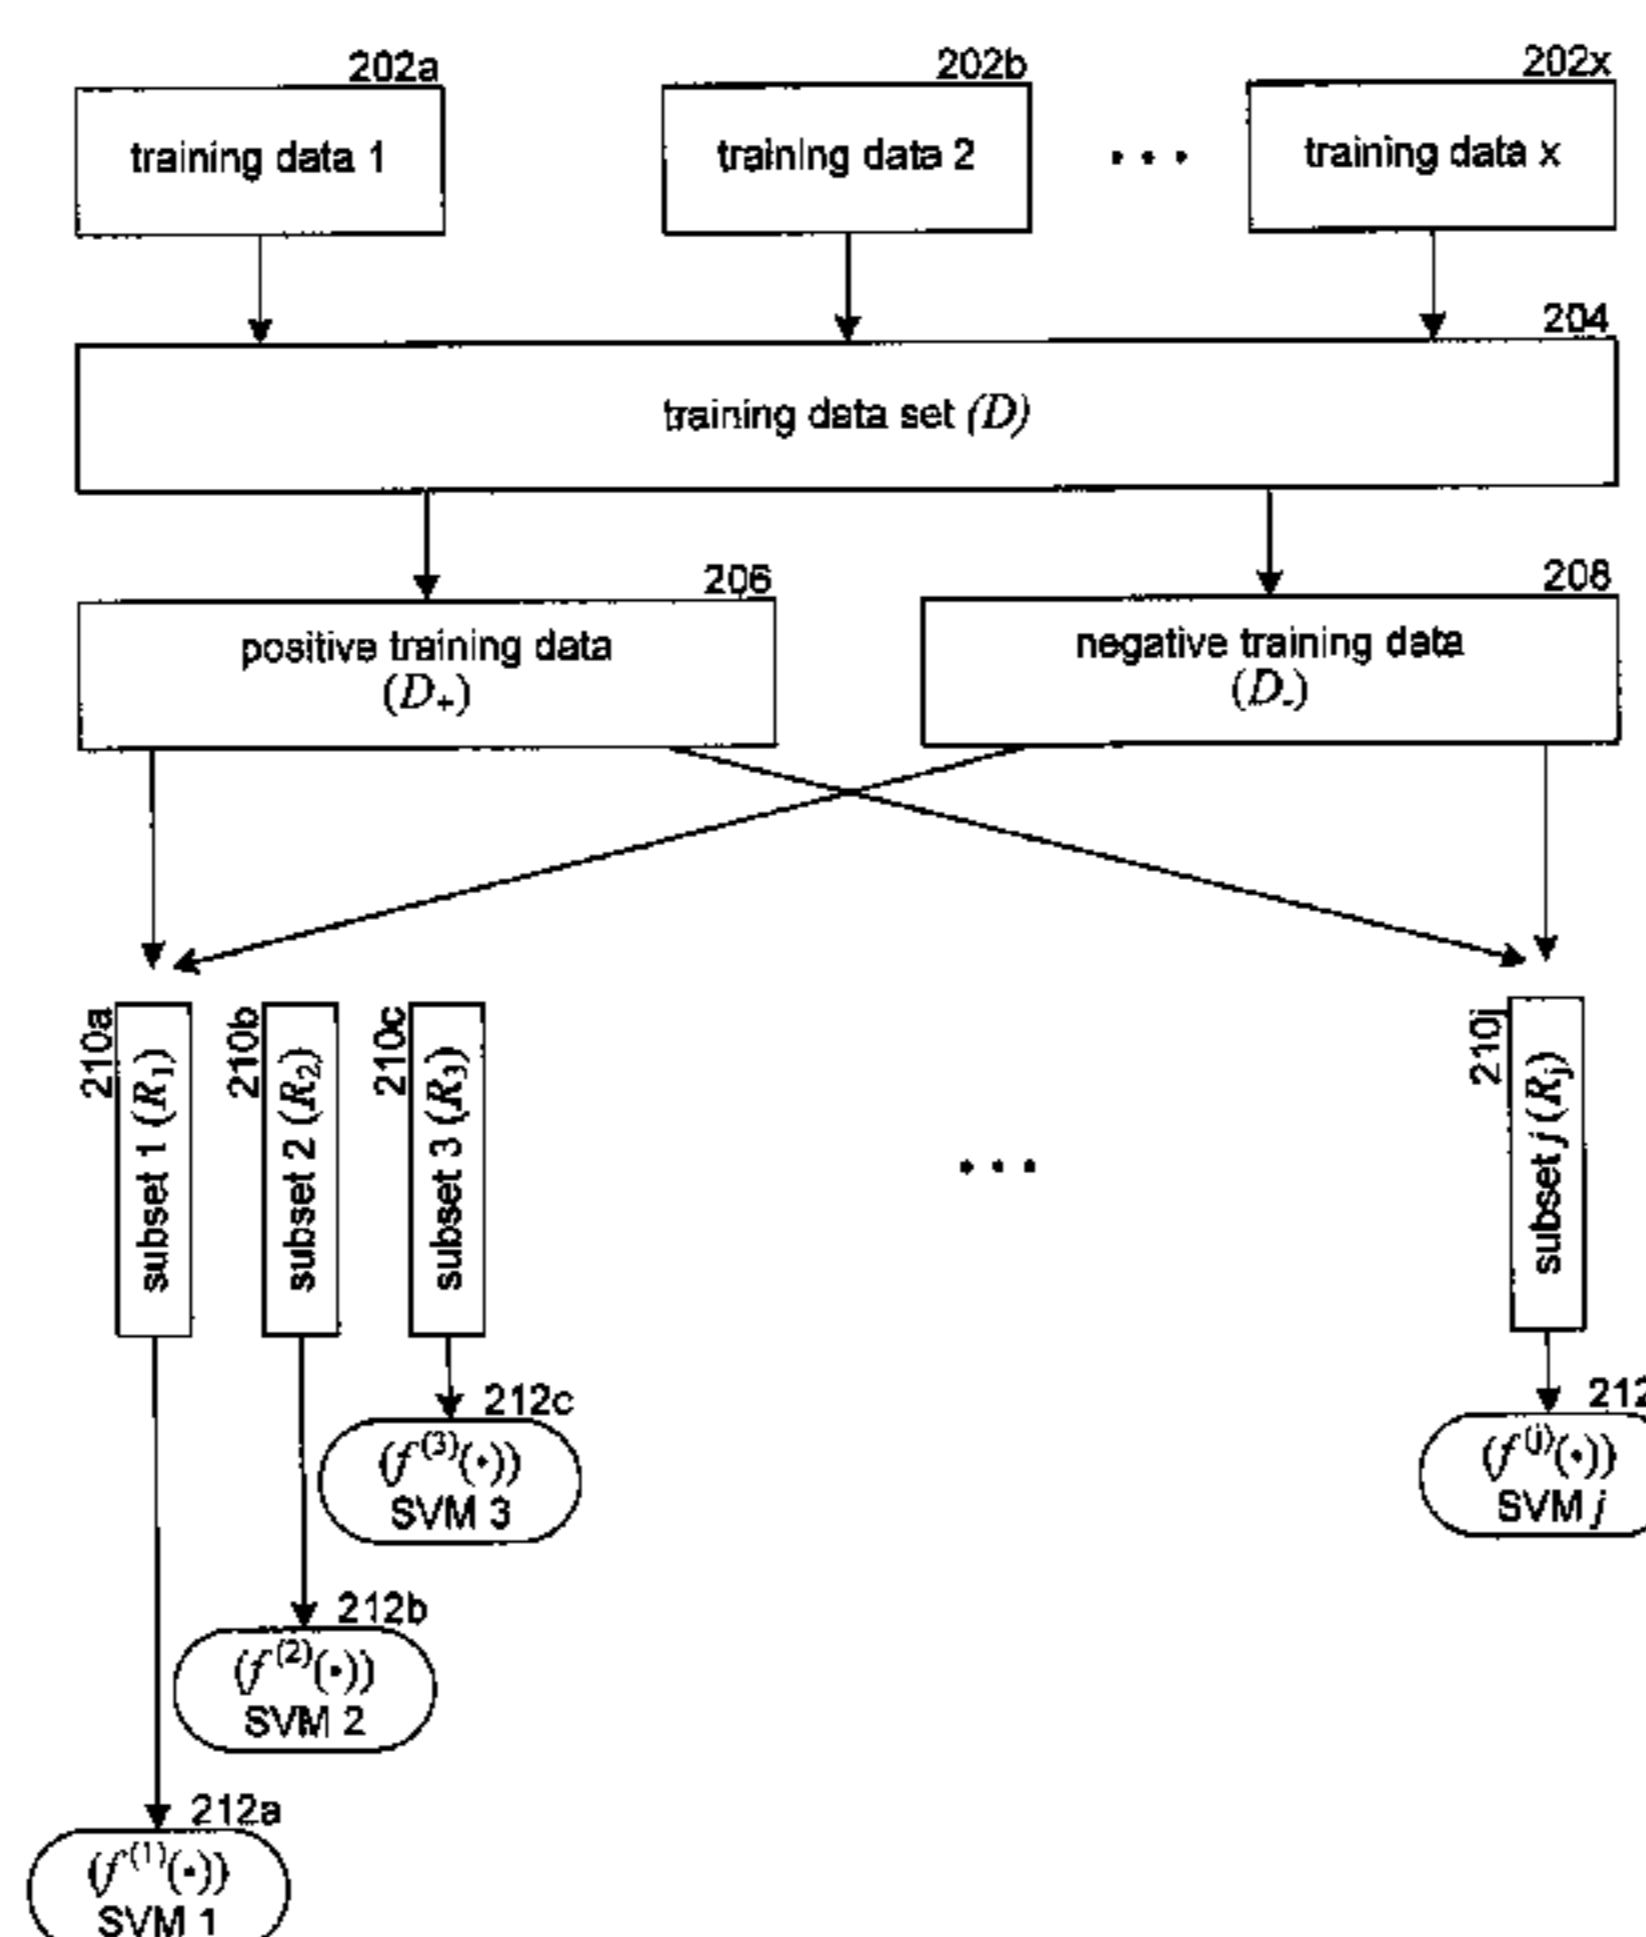 202a
202b
202x
training data 1
training data 2
• • •
training data x
204
training data set (D)
206
208
positive training data
(D₊)
negative training data
(D₋)
210a
subset 1 (R₁)
210b
subset 2 (R₂)
210c
subset 3 (R₃)
• • •
210j
subset j (Rⱼ)
212c
(f⁽³⁾(•))
SVM 3
212
(f⁽ʲ⁾(•))
SVM j
212b
(f⁽²⁾(•))
SVM 2
212a
(f⁽¹⁾(•))
SVM 1